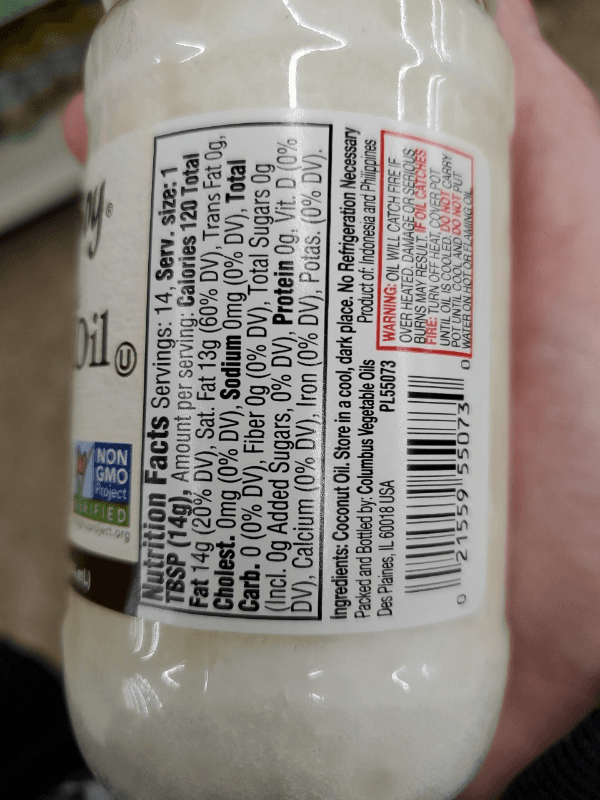 Oil
U
NON
GMO
Project
VERIFIED
Nutrition Facts Servings: 14, Serv. size: 1
TBSP (14g), Amount per serving: Calories 120 Total
Fat 14g (20% DV), Sat. Fat 13g (60% DV), Trans Fat 0g,
Cholest. 0mg (0% DV), Sodium 0mg (0% DV), Total
Carb. 0 (0% DV), Fiber 0g (0% DV), Total Sugars 0g
(Incl. 0g Added Sugars, 0% DV), Protein 0g, Vit. D (0%
DV), Calcium (0% DV), Iron (0% DV), Potas. (0% DV).
Ingredients: Coconut Oil. Store in a cool, dark place. No Refrigeration Necessary
Packed and Bottled by: Columbus Vegetable Oils Product of: Indonesia and Philippines
Des Plaines, IL 60018 USA PL55073
WARNING: OIL WILL CATCH FIRE IF
OVER HEATED. DAMAGE OR SERIOUS
BURNS MAY RESULT. IF OIL CATCHES
FIRE: TURN OFF HEAT, COVER POT
UNTIL OIL IS COOLED. DO NOT CARRY
POT UNTIL COOL AND DO NOT PUT
WATER ON HOT OR FLAMING OIL.
0 21559 55073 0